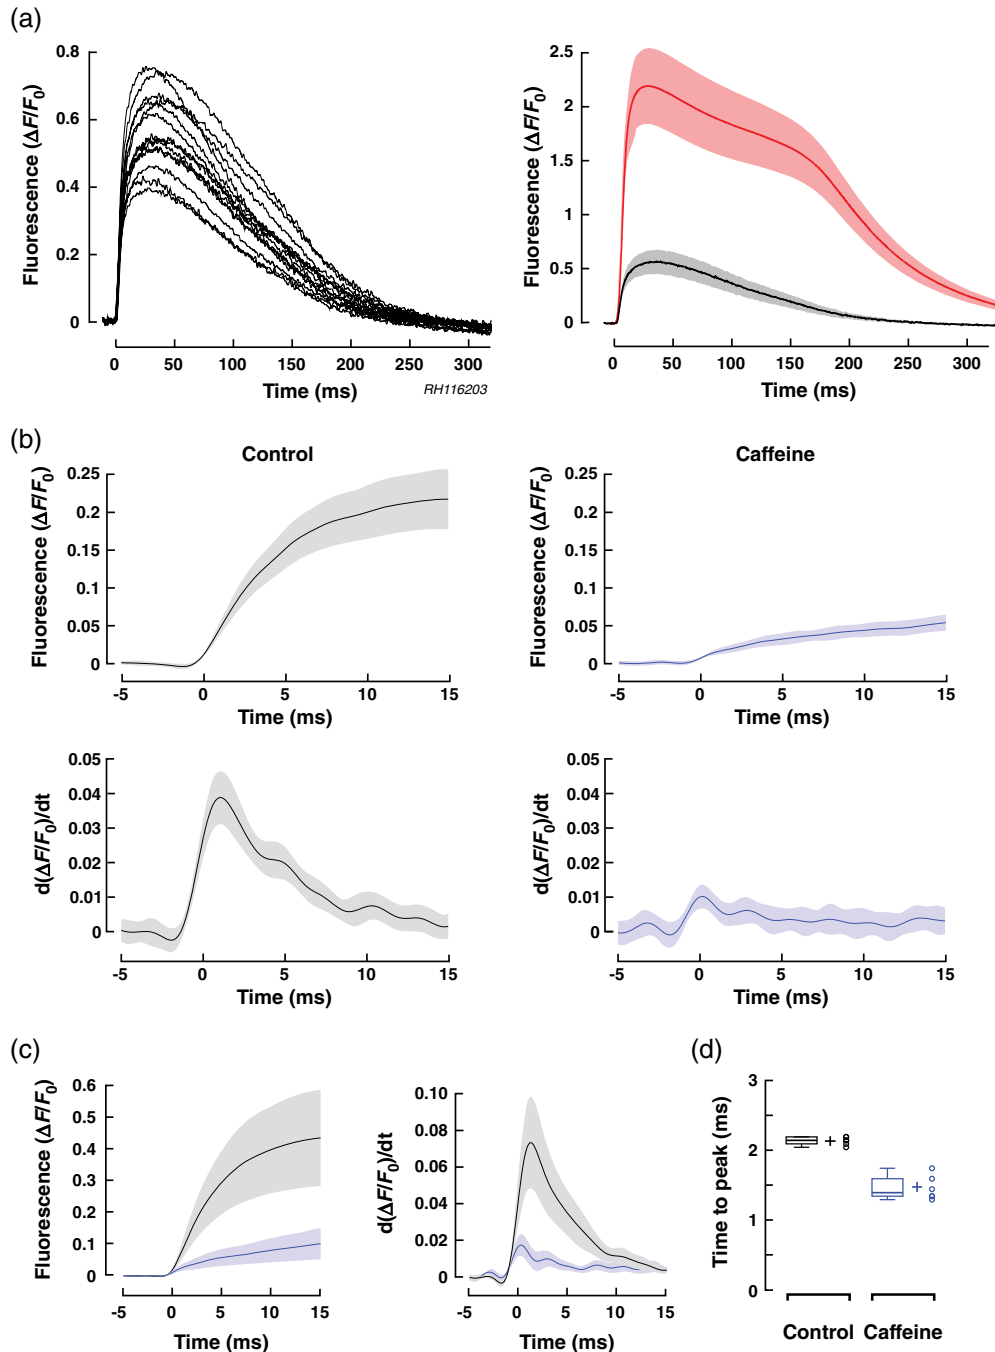 (a)
Fluorescence (ΔF/F0)
0.8
0.6
0.4
0.2
0
0 50 100 150 200 250 300
Time (ms)
RH116203
Fluorescence (ΔF/F0)
2.5
2
1.5
1
0.5
0
0 50 100 150 200 250 300
Time (ms)
(b)
Control
Fluorescence (ΔF/F0)
0.25
0.2
0.15
0.1
0.05
0
-5 0 5 10 15
Time (ms)
Caffeine
Fluorescence (ΔF/F0)
0.25
0.2
0.15
0.1
0.05
0
-5 0 5 10 15
Time (ms)
d(ΔF/F0)/dt
0.05
0.04
0.03
0.02
0.01
0
-5 0 5 10 15
Time (ms)
d(ΔF/F0)/dt
0.05
0.04
0.03
0.02
0.01
0
-5 0 5 10 15
Time (ms)
(c)
Fluorescence (ΔF/F0)
0.6
0.5
0.4
0.3
0.2
0.1
0
-5 0 5 10 15
Time (ms)
d(ΔF/F0)/dt
0.10
0.08
0.06
0.04
0.02
0
-5 0 5 10 15
Time (ms)
(d)
Time to peak (ms)
3
2
1
0
Control Caffeine